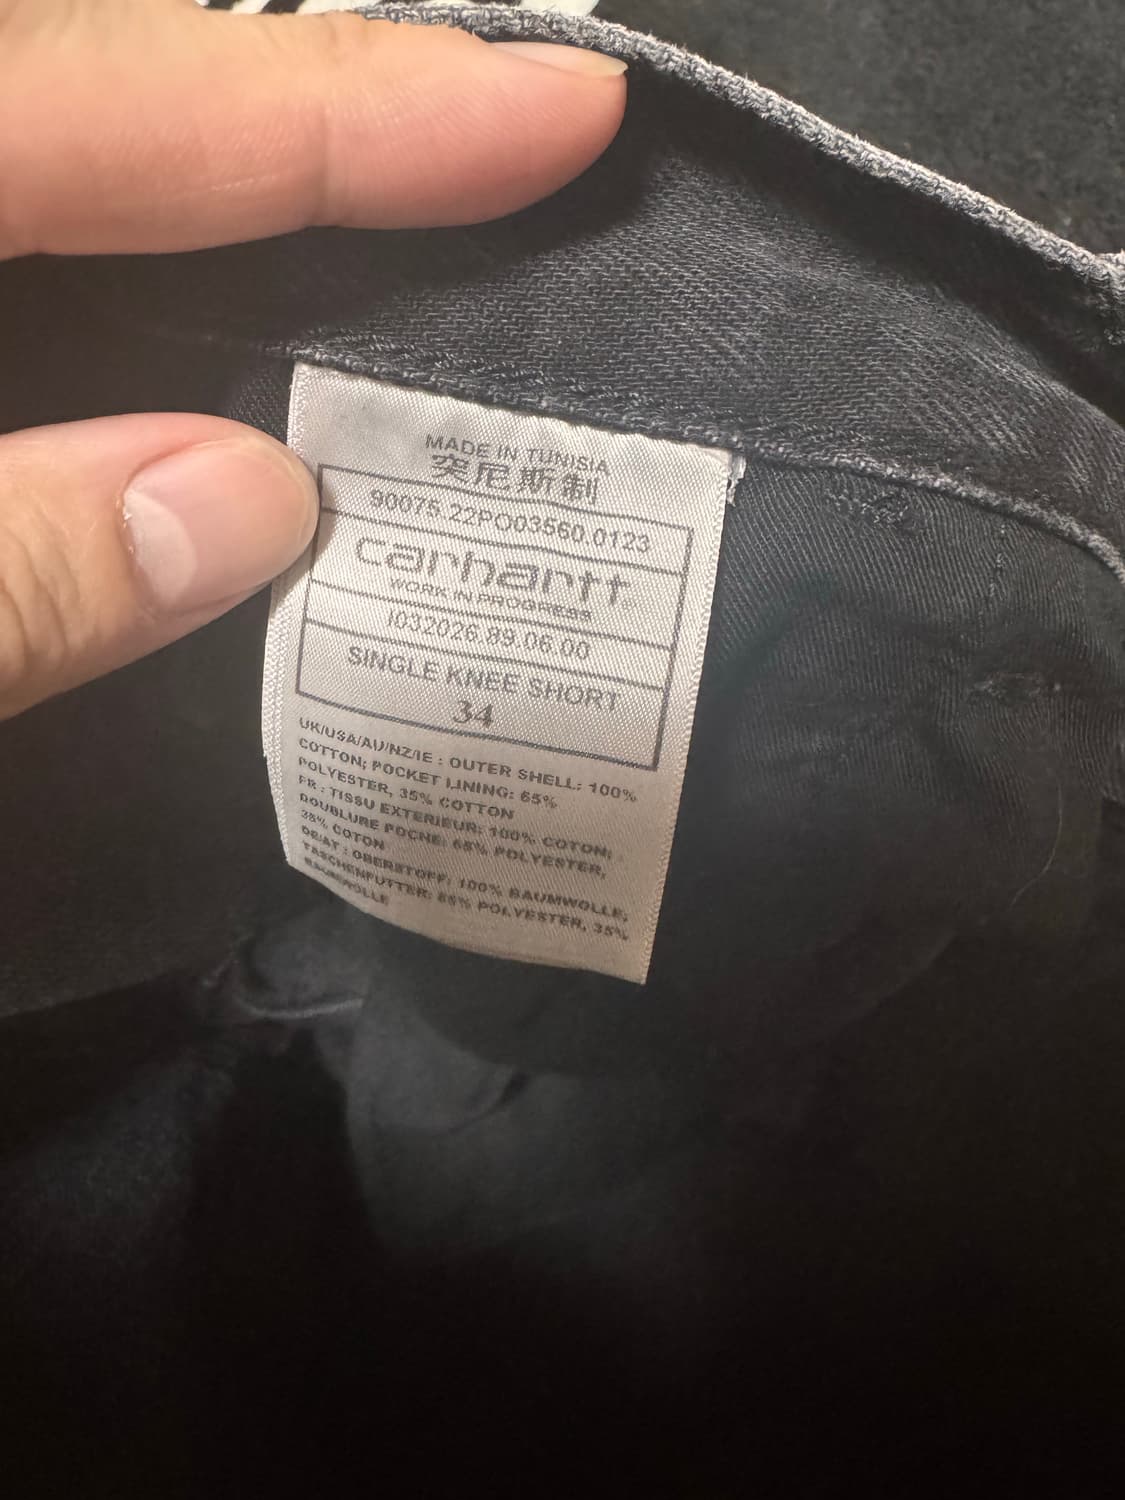 MADE IN TUNISIA
突尼斯制
90075.22PO03560.0123
carhartt
WORK IN PROGRESS
I032026.89.06.00
SINGLE KNEE SHORT
34
UK/USA/AU/NZ/IE : OUTER SHELL: 100%
COTTON; POCKET LINING: 65%
POLYESTER, 35% COTTON
FR : TISSU EXTERIEUR: 100% COTON;
DOUBLURE POCHE: 65% POLYESTER,
35% COTON
DE/AT : OBERSTOFF: 100% BAUMWOLLE;
TASCHENFUTTER: 65% POLYESTER, 35%
BAUMWOLLE